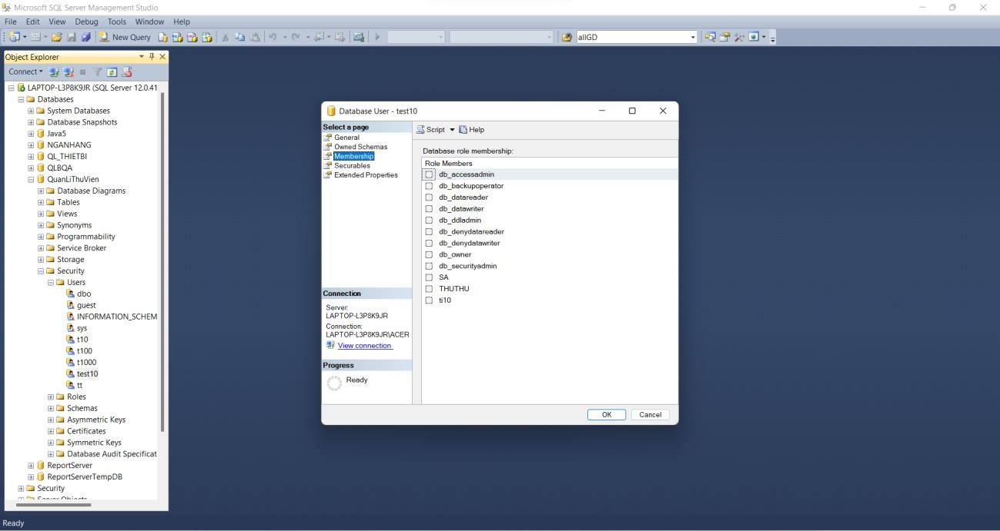 Microsoft SQL Server Management Studio
File Edit View Debug Tools Window Help
New Query
allGD
Object Explorer
Connect
LAPTOP-L3P8K9JR (SQL Server 12.0.41
Databases
System Databases
Database Snapshots
Java5
NGANHANG
QL_THIETBI
QLBQA
QuanLiThuVien
Database Diagrams
Tables
Views
Synonyms
Programmability
Service Broker
Storage
Security
Users
dbo
guest
INFORMATION_SCHEM
sys
t10
t100
t1000
test10
tt
Roles
Schemas
Asymmetric Keys
Certificates
Symmetric Keys
Database Audit Specificat
ReportServer
ReportServerTempDB
Security
Server Objects
Database User - test10
Select a page
General
Owned Schemas
Membership
Securables
Extended Properties
Connection
Server:
LAPTOP-L3P8K9JR
Connection:
LAPTOP-L3P8K9JR\ACER
View connection
Progress
Ready
Script Help
Database role membership:
Role Members
db_accessadmin
db_backupoperator
db_datareader
db_datawriter
db_ddladmin
db_denydatareader
db_denydatawriter
db_owner
db_securityadmin
SA
THUTHU
ti10
OK Cancel
Ready